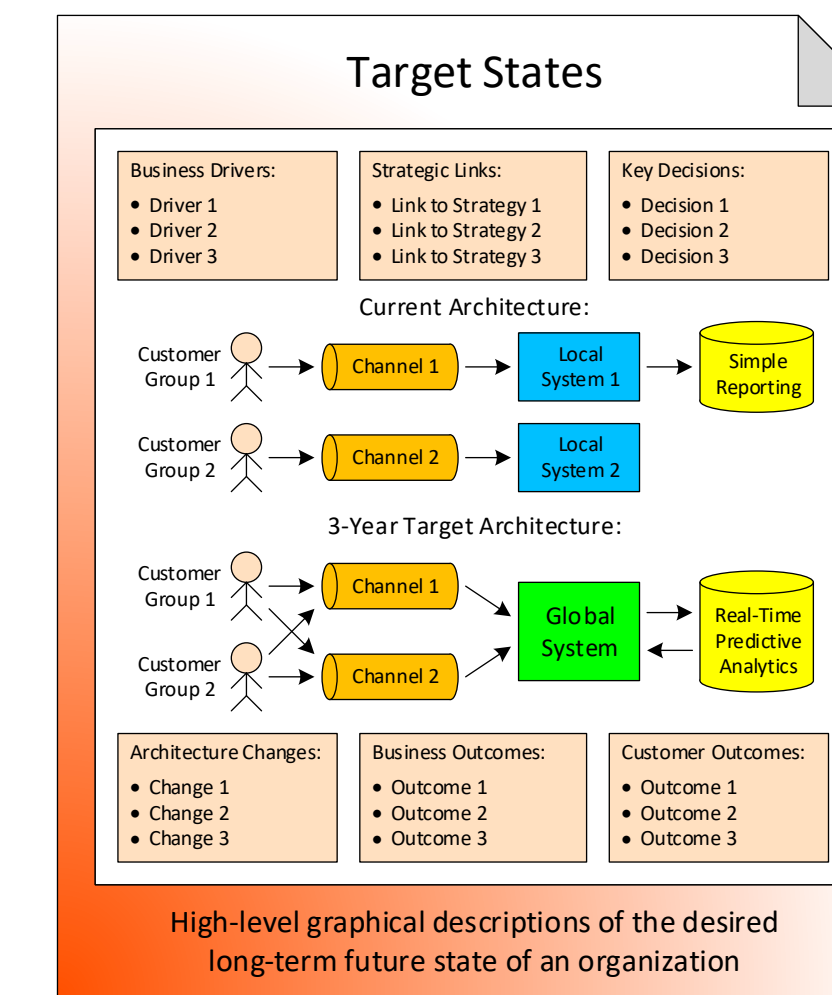 Target States
Business Drivers:
• Driver 1
• Driver 2
• Driver 3
Strategic Links:
• Link to Strategy 1
• Link to Strategy 2
• Link to Strategy 3
Key Decisions:
• Decision 1
• Decision 2
• Decision 3
Current Architecture:
Customer
Group 1
Channel 1
Local
System 1
Simple
Reporting
Customer
Group 2
Channel 2
Local
System 2
3-Year Target Architecture:
Customer
Group 1
Channel 1
Customer
Group 2
Channel 2
Global
System
Real-Time
Predictive
Analytics
Architecture Changes:
• Change 1
• Change 2
• Change 3
Business Outcomes:
• Outcome 1
• Outcome 2
• Outcome 3
Customer Outcomes:
• Outcome 1
• Outcome 2
• Outcome 3
High-level graphical descriptions of the desired
long-term future state of an organization